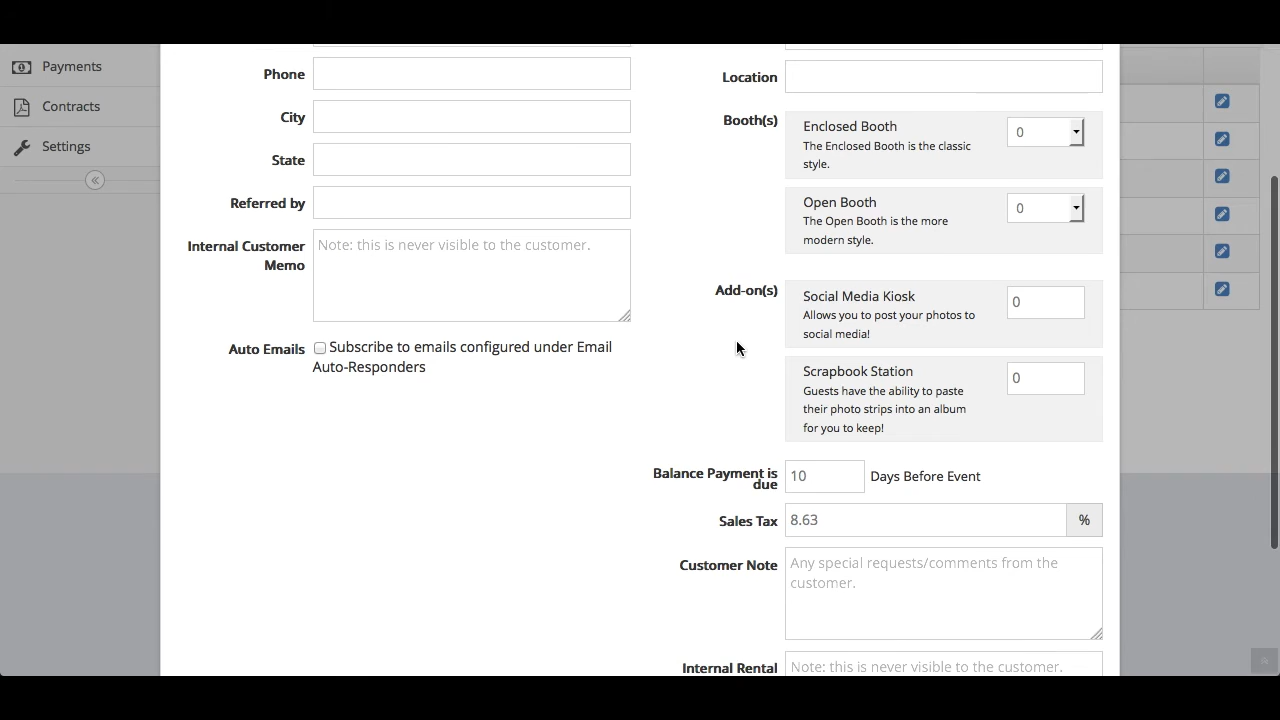 Payments
Contracts
Settings
Phone
City
State
Referred by
Internal Customer
Memo
Note: this is never visible to the customer.
Auto Emails
Subscribe to emails configured under Email
Auto-Responders
Location
Booth(s)
Enclosed Booth
0
The Enclosed Booth is the classic
style.
Open Booth
0
The Open Booth is the more
modern style.
Add-on(s)
Social Media Kiosk
0
Allows you to post your photos to
social media!
Scrapbook Station
0
Guests have the ability to paste
their photo strips into an album
for you to keep!
Balance Payment is
due
10
Days Before Event
Sales Tax
8.63
%
Customer Note
Any special requests/comments from the
customer.
Internal Rental
Note: this is never visible to the customer.